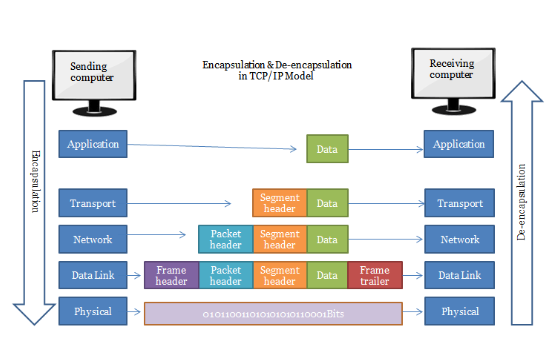 Sending
computer
Encapsulation & De-encapsulation
in TCP/IP Model
Receiving
computer
Encapsulation
De-encapsulation
Application
Data
Application
Transport
Segment
header
Data
Transport
Network
Packet
header
Segment
header
Data
Network
Data Link
Frame
header
Packet
header
Segment
header
Data
Frame
trailer
Data Link
Physical
0101100110101010110001Bits
Physical